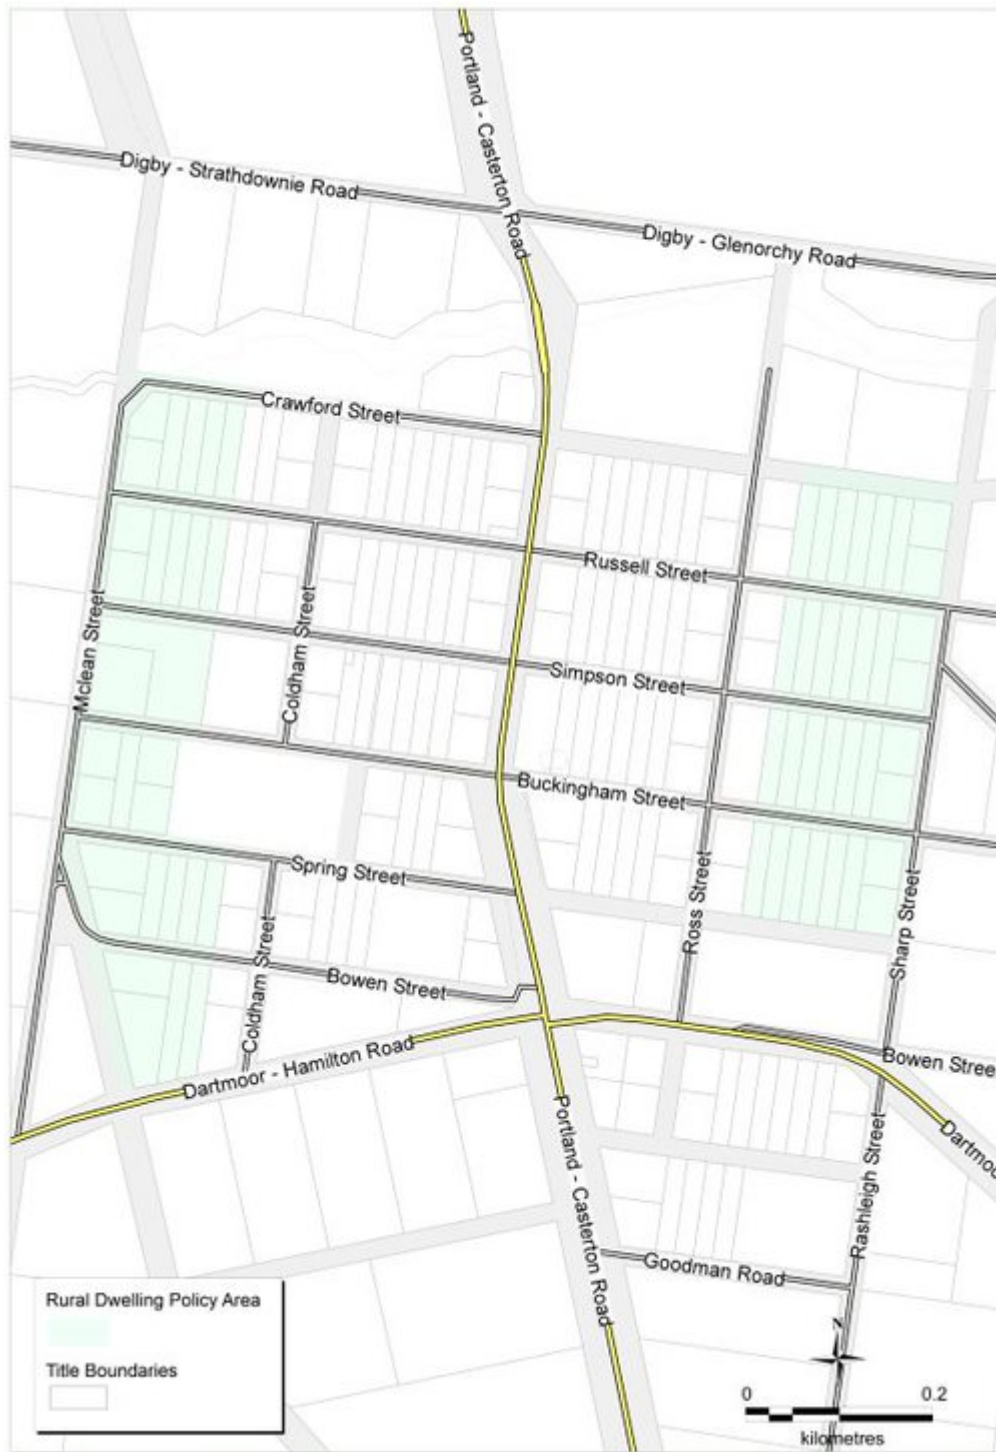 Portland - Casterton Road
Digby - Strathdownie Road
Digby - Glenorchy Road
Crawford Street
Russell Street
Mclean Street
Coldham Street
Simpson Street
Buckingham Street
Spring Street
Ross Street
Sharp Street
Coldham Street
Bowen Street
Bowen Stree
Dartmoor - Hamilton Road
Dartmoo
Portland - Casterton Road
Rashleigh Street
Goodman Road
Rural Dwelling Policy Area
Title Boundaries
N
0 0.2
kilometres